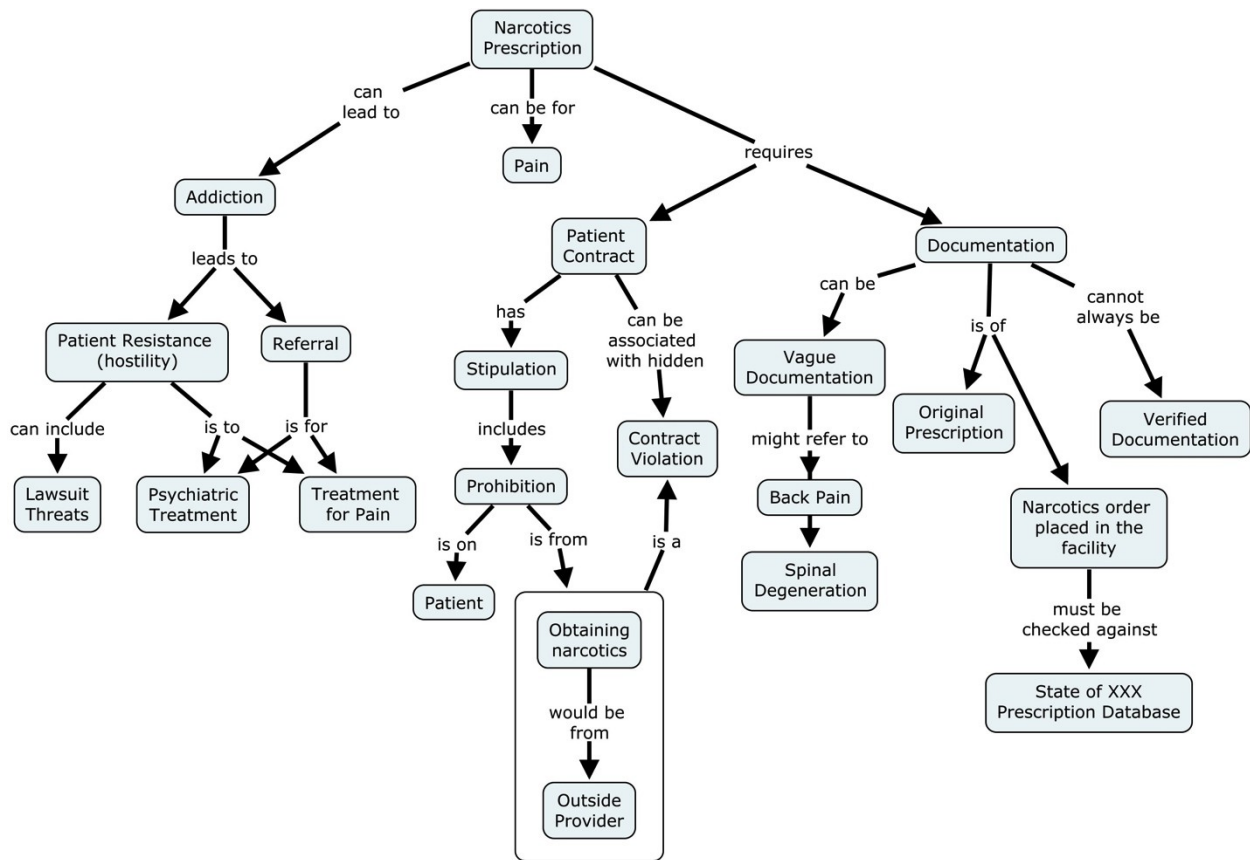 Narcotics
Prescription
can
lead to
can be for
requires
Pain
Addiction
Patient
Contract
Documentation
leads to
can be
cannot
always be
has
can be
associated
with hidden
is of
Patient Resistance
(hostility)
Referral
Stipulation
Vague
Documentation
Original
Prescription
Verified
Documentation
can include
is to
is for
includes
Contract
Violation
might refer to
Lawsuit
Threats
Psychiatric
Treatment
Treatment
for Pain
Prohibition
Back Pain
Narcotics order
placed in the
facility
is on
is from
is a
Spinal
Degeneration
Patient
Obtaining
narcotics
must be
checked against
State of XXX
Prescription Database
would be
from
Outside
Provider